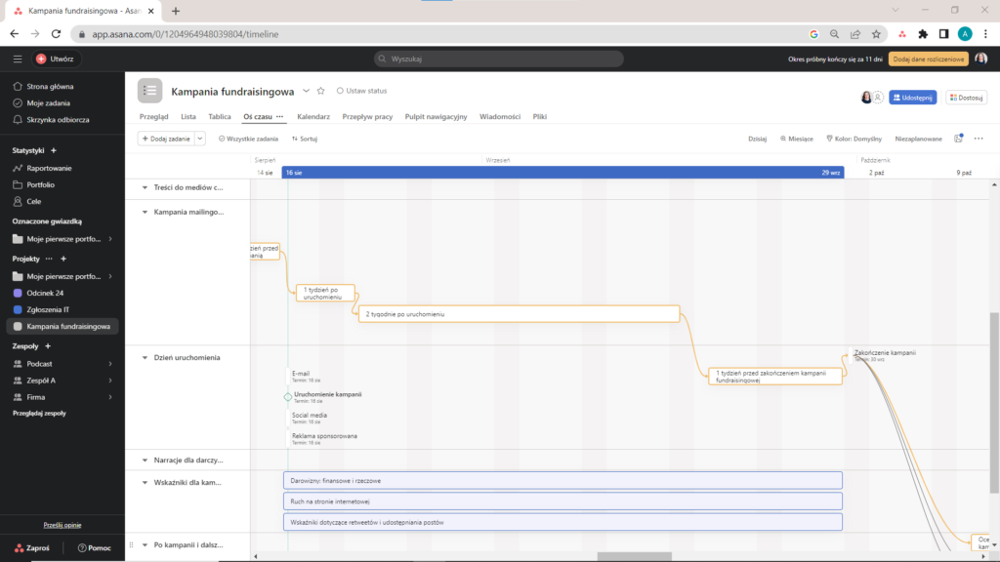 Kampania fundraisingowa - Asan
app.asana.com/0/1204964948039804/timeline
Utwórz
Wyszukaj
Okres próbny kończy się za 11 dni
Dodaj dane rozliczeniowe
Strona główna
Moje zadania
Skrzynka odbiorcza
Statystyki
Raportowanie
Portfolio
Cele
Oznaczone gwiazdką
Moje pierwsze portfo...
Projekty
Moje pierwsze portfo...
Odcinek 24
Zgłoszenia IT
Kampania fundraisingowa
Zespoły
Podcast
Zespół A
Firma
Przeglądaj zespoły
Prześlij opinię
Zaproś
Pomoc
Kampania fundraisingowa
Ustaw status
Udostępnij
Dostosuj
Przegląd Lista Tablica Oś czasu Kalendarz Przepływ pracy Pulpit nawigacyjny Wiadomości Pliki
Dodaj zadanie
Wszystkie zadania
Sortuj
Dzisiaj
Miesiące
Kolor: Domyślny
Niezaplanowane
Sierpień Wrzesień Październik
14 sie 16 sie 29 wrz 2 paź 9 paź
Treści do mediów c...
Kampania mailingo...
zień przed
anią
1 tydzień po
uruchomieniu
2 tygodnie po uruchomieniu
Dzień uruchomienia
Zakończenie kampanii
Termin: 30 wrz
1 tydzień przed zakończeniem kampanii
fundraisingowej
E-mail
Termin: 16 sie
Uruchomienie kampanii
Termin: 16 sie
Social media
Termin: 16 sie
Reklama sponsorowana
Termin: 16 sie
Narracje dla darczy...
Wskaźniki dla kam...
Darowizny: finansowe i rzeczowe
Ruch na stronie internetowej
Wskaźniki dotyczące retweetów i udostępniania postów
Po kampanii i dalsz...
Oce
kam